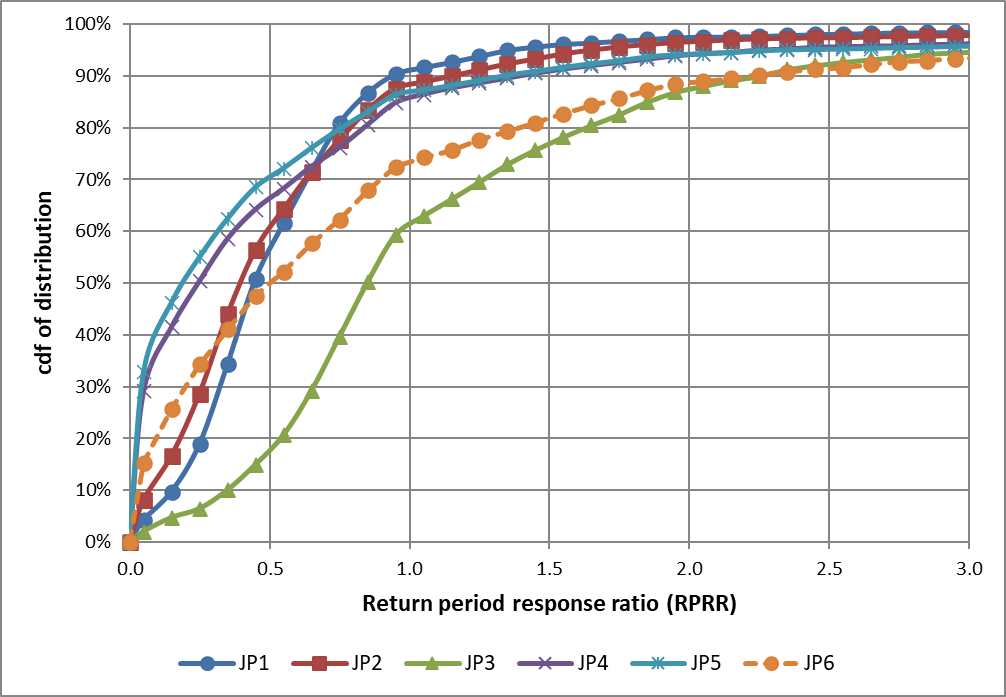 100%
90%
80%
70%
60%
50%
40%
30%
20%
10%
0%
cdf of distribution
0.0 0.5 1.0 1.5 2.0 2.5 3.0
Return period response ratio (RPRR)
JP1 JP2 JP3 JP4 JP5 JP6